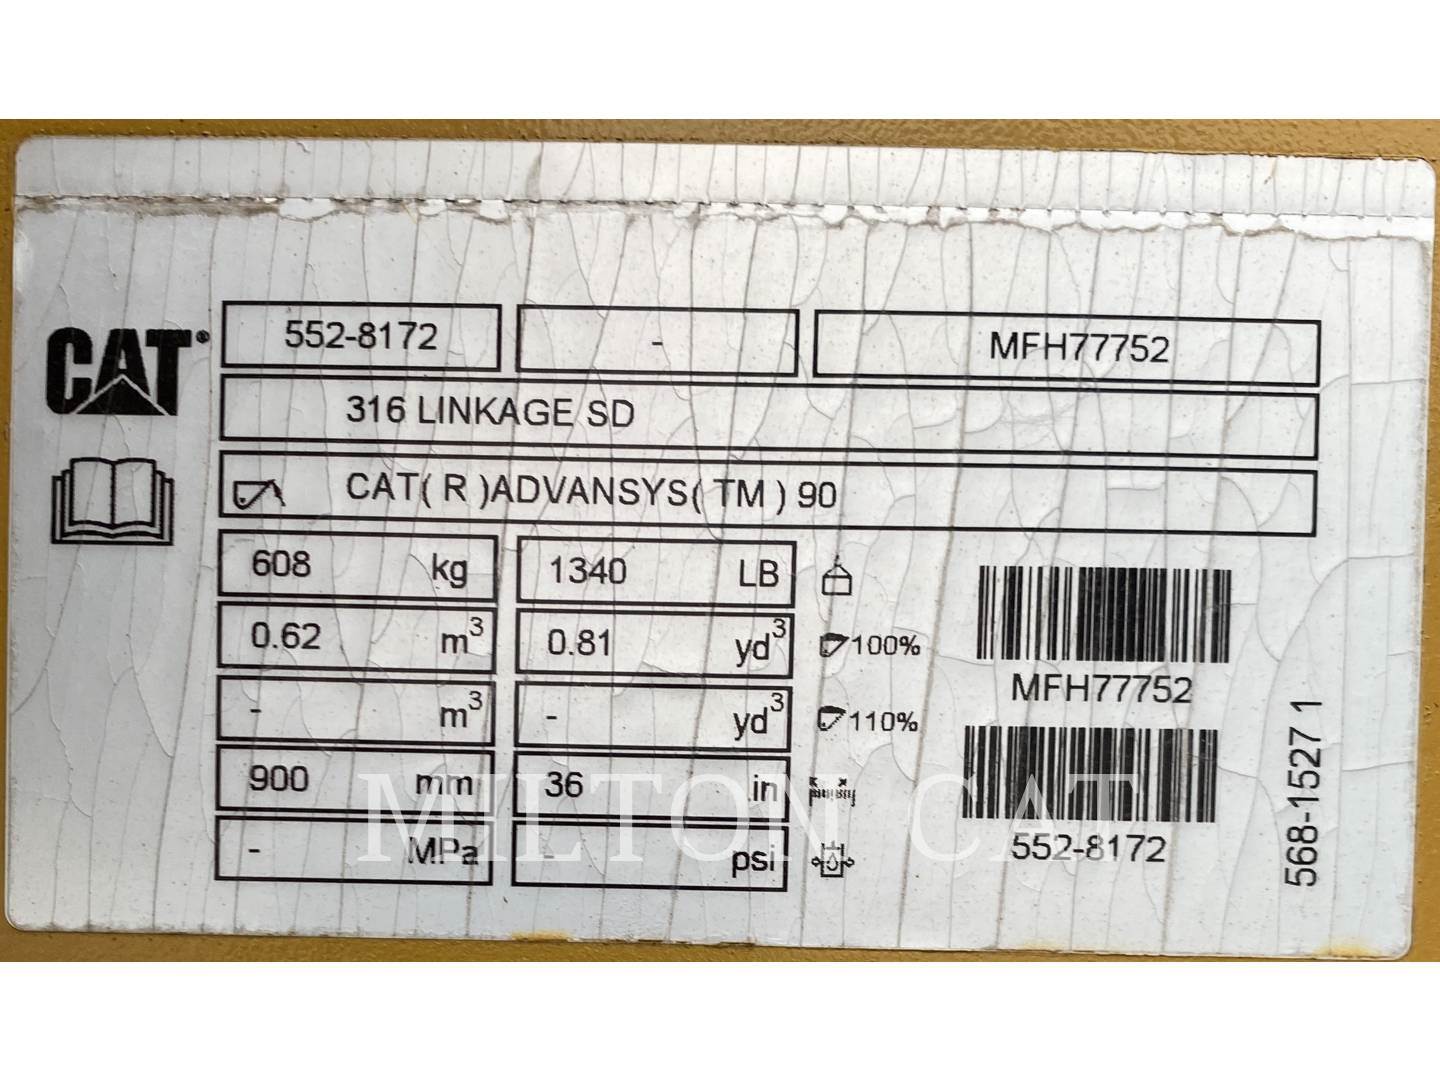 CAT®
552-8172 - MFH77752
316 LINKAGE SD
CAT( R )ADVANSYS( TM ) 90
608 kg 1340 LB
0.62 m³ 0.81 yd³ 100%
- m³ - yd³ 110%
900 mm 36 in
- MPa - psi
MFH77752
552-8172
568-1527 1
MILTON CAT